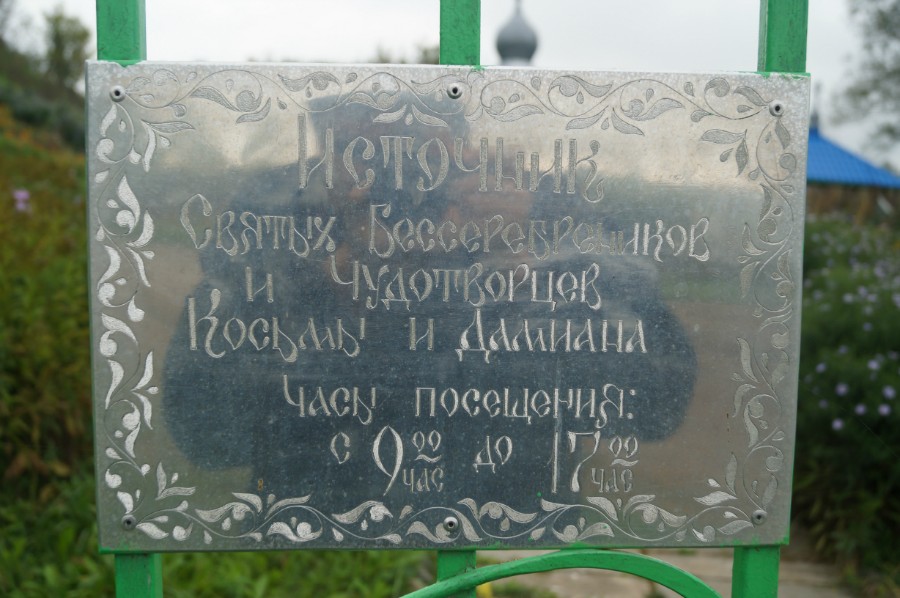 Источник
Святых Бессеребреников
и Чудотворцев
Косьмы и Дамиана
Часы посещения:
с 9 00 час до 17 00 час